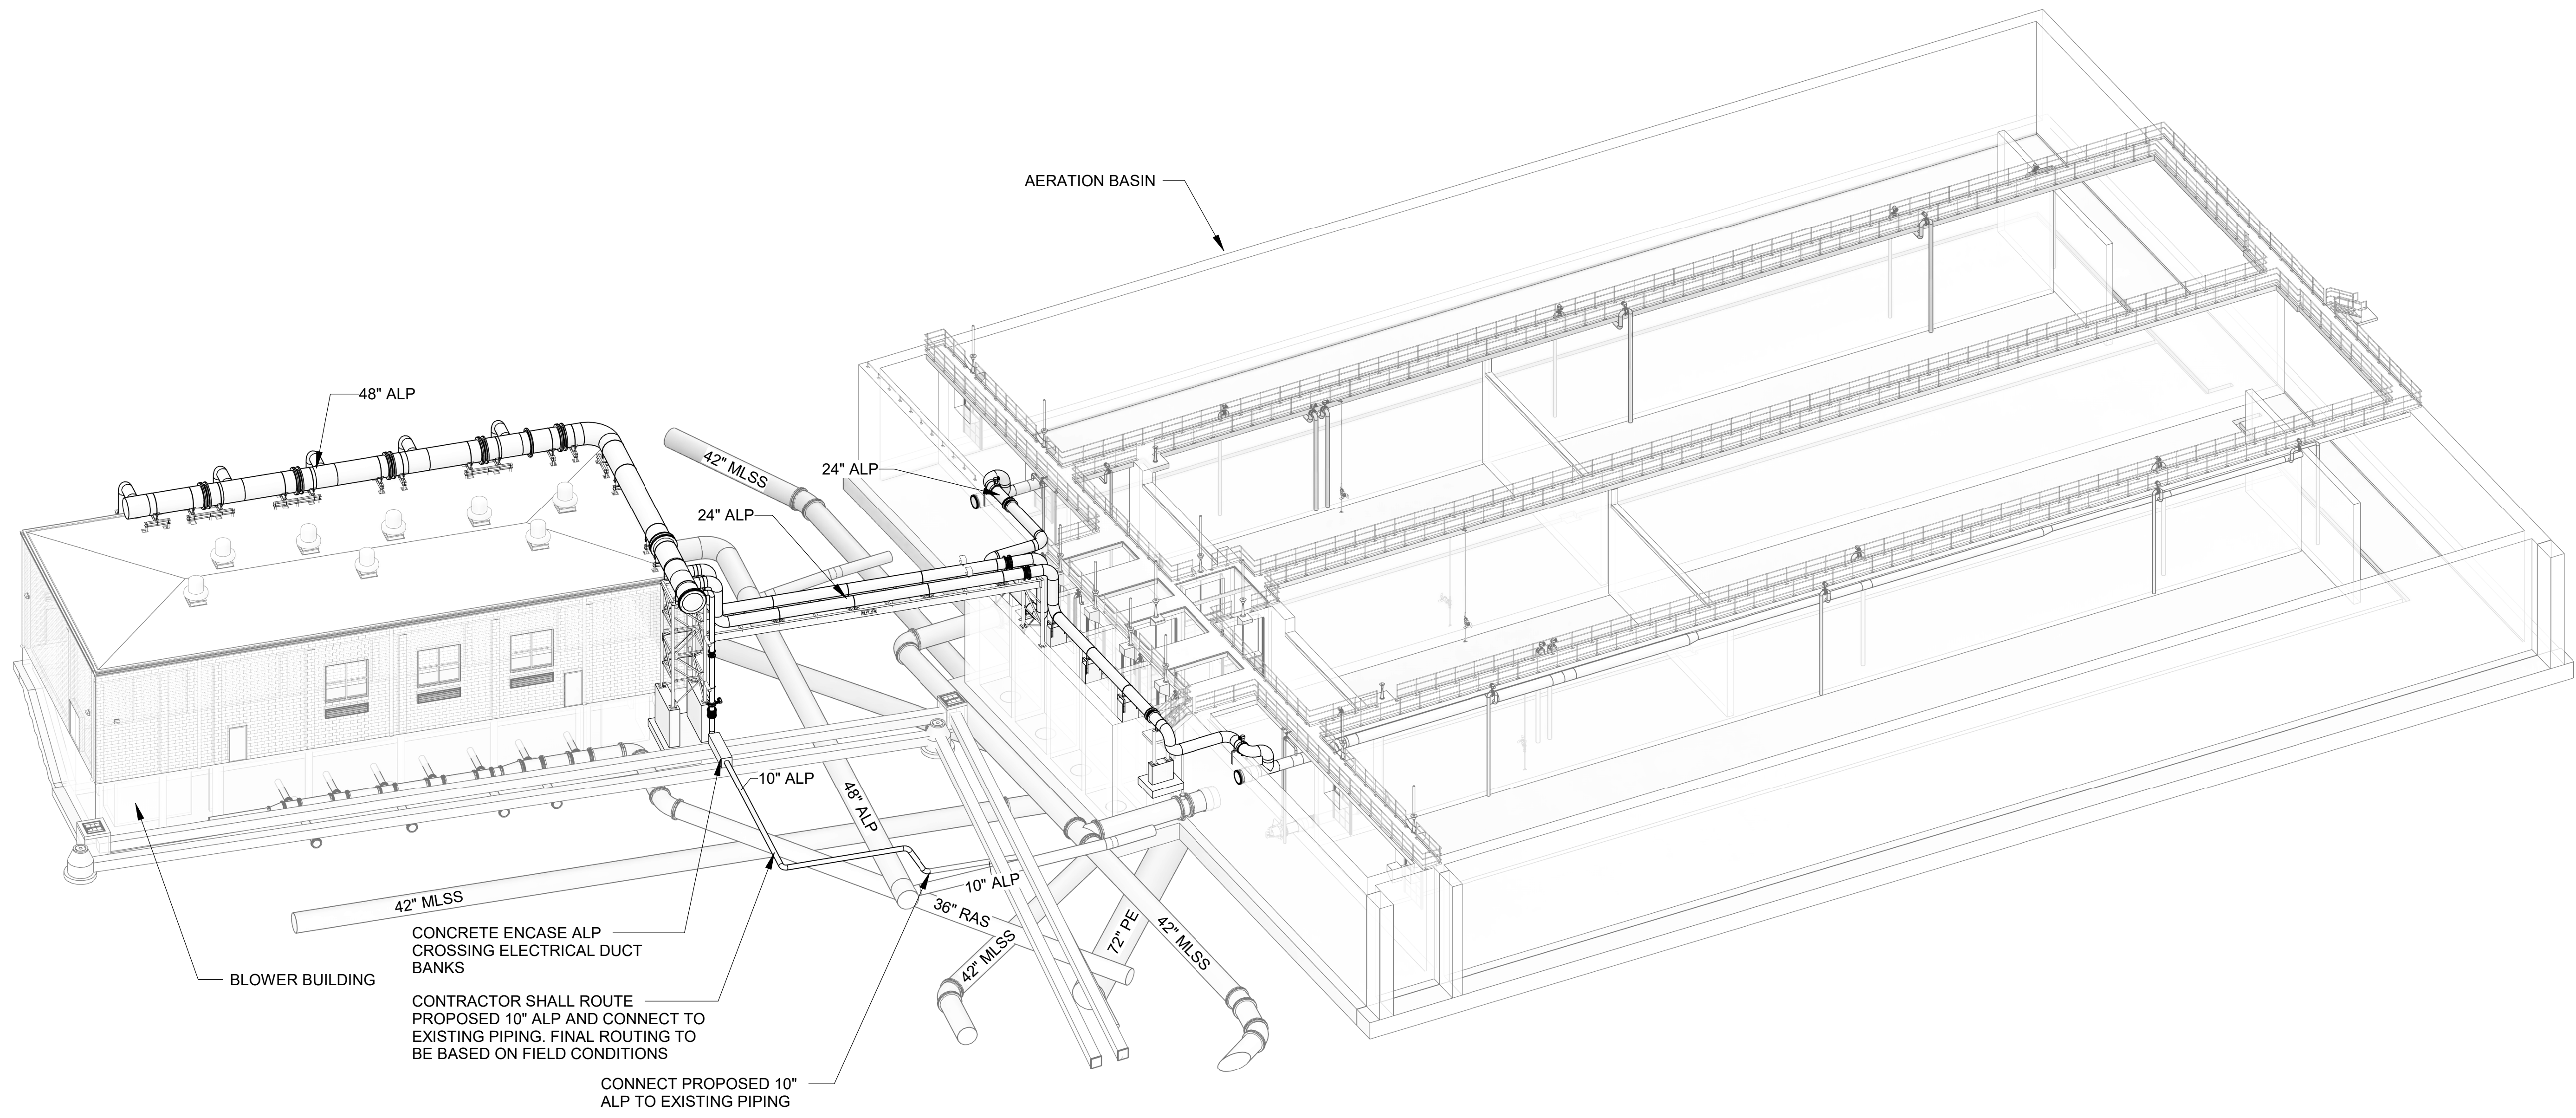 AERATION BASIN
48" ALP
42" MLSS
24" ALP
24" ALP
10" ALP
48" ALP
10" ALP
42" MLSS
36" RAS
42" MLSS
72" PE
42" MLSS
CONCRETE ENCASE ALP
CROSSING ELECTRICAL DUCT
BANKS
BLOWER BUILDING
CONTRACTOR SHALL ROUTE
PROPOSED 10" ALP AND CONNECT TO
EXISTING PIPING. FINAL ROUTING TO
BE BASED ON FIELD CONDITIONS
CONNECT PROPOSED 10"
ALP TO EXISTING PIPING